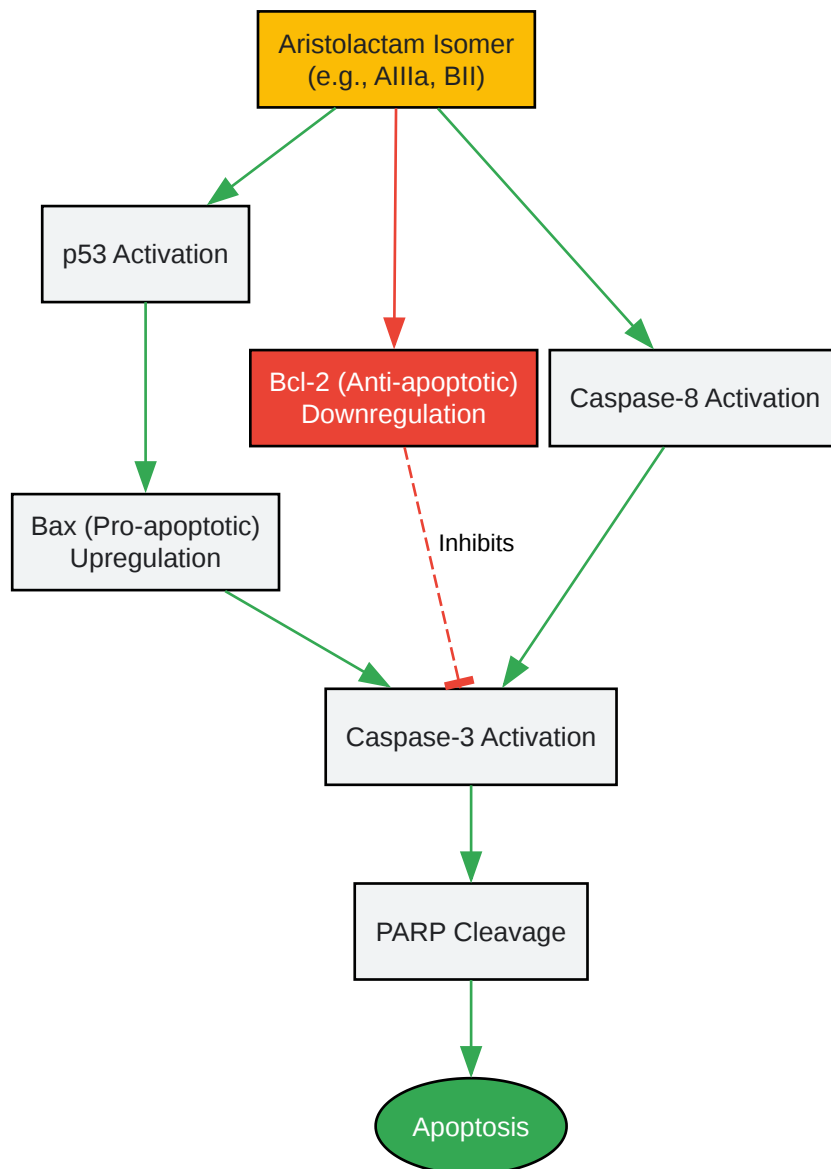 Aristolactam Isomer
(e.g., AIIIa, BII)
p53 Activation
Bcl-2 (Anti-apoptotic)
Downregulation
Caspase-8 Activation
Bax (Pro-apoptotic)
Upregulation
Inhibits
Caspase-3 Activation
PARP Cleavage
Apoptosis